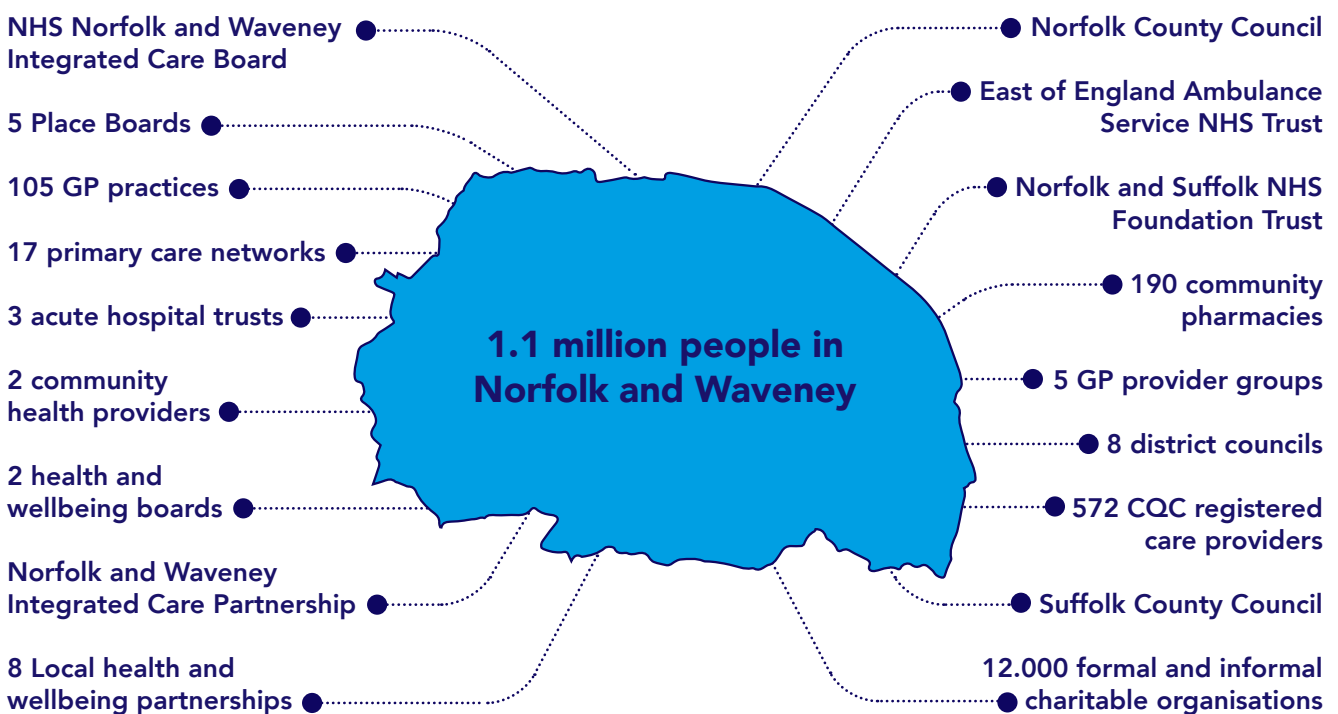 NHS Norfolk and Waveney
Integrated Care Board
5 Place Boards
105 GP practices
17 primary care networks
3 acute hospital trusts
2 community
health providers
2 health and
wellbeing boards
Norfolk and Waveney
Integrated Care Partnership
8 Local health and
wellbeing partnerships
1.1 million people in
Norfolk and Waveney
Norfolk County Council
East of England Ambulance
Service NHS Trust
Norfolk and Suffolk NHS
Foundation Trust
190 community
pharmacies
5 GP provider groups
8 district councils
572 CQC registered
care providers
Suffolk County Council
12.000 formal and informal
charitable organisations